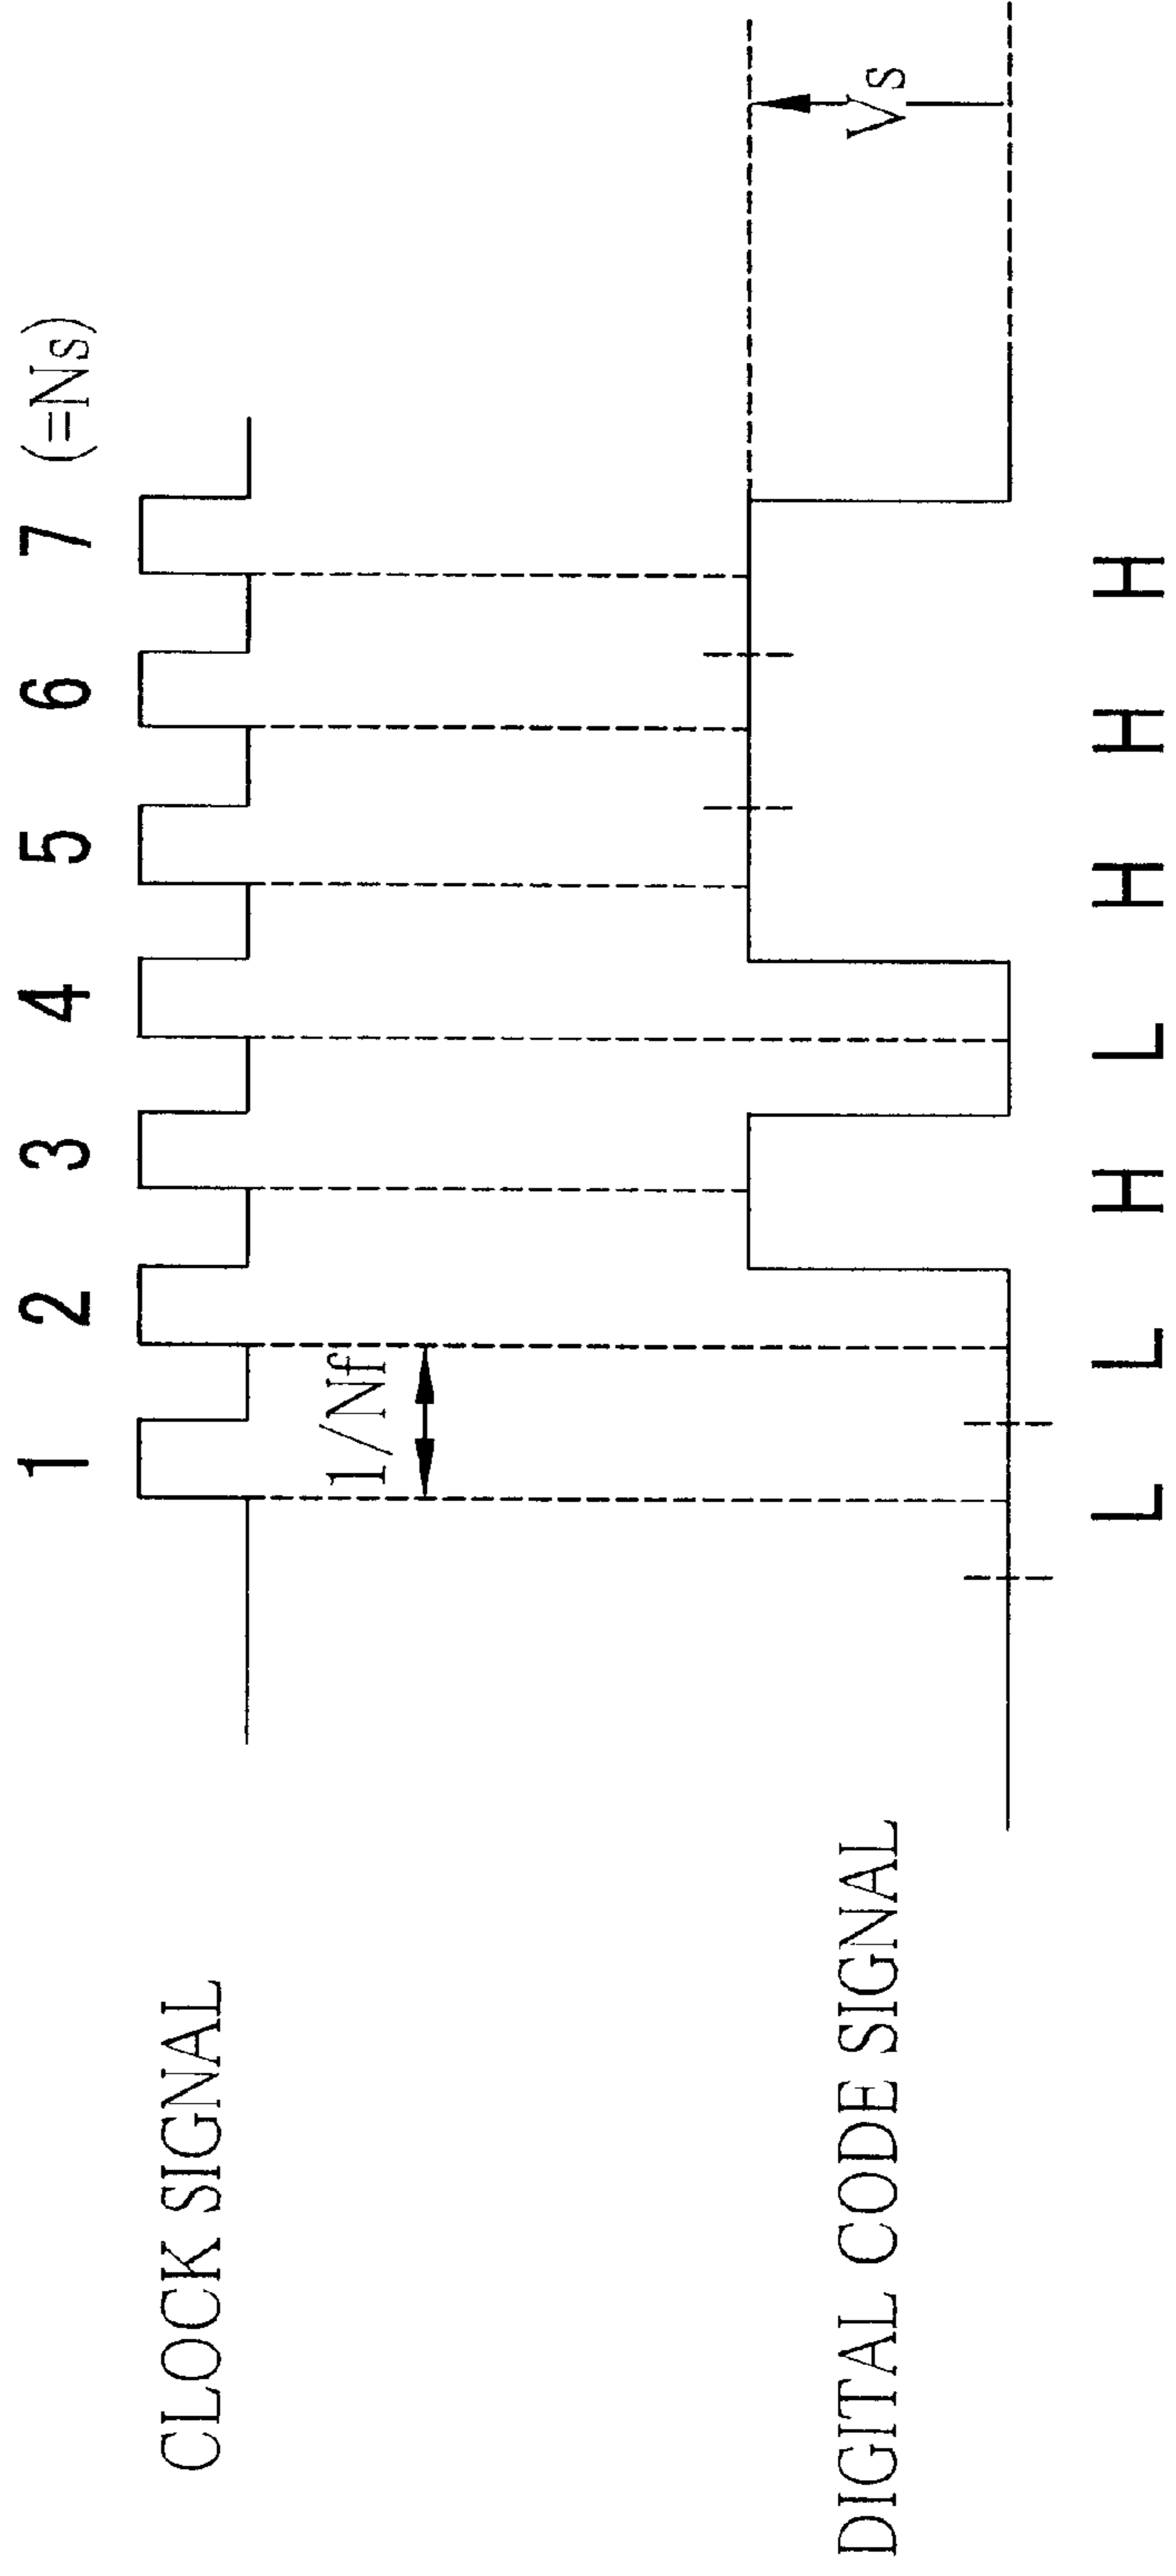 1 2 3 4 5 6 7 (=Ns)
CLOCK SIGNAL
1/Nf
DIGITAL CODE SIGNAL
Vs
L L H L H H H